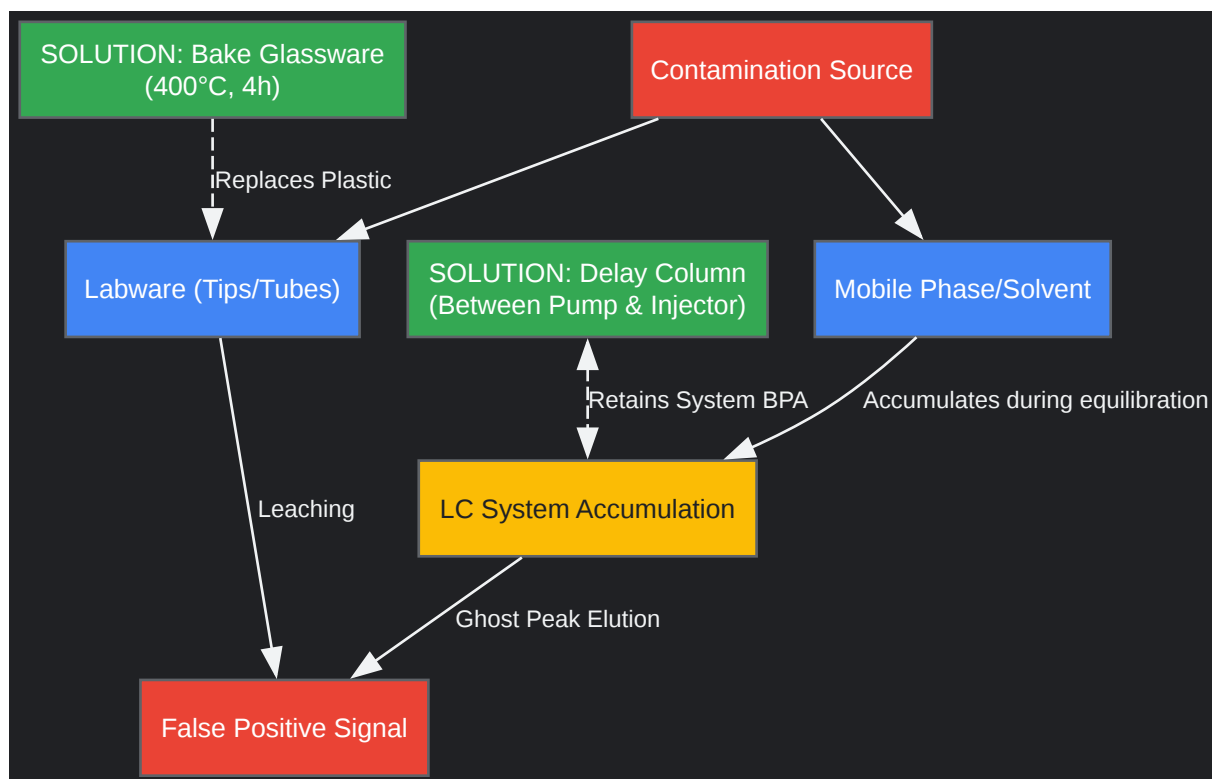 SOLUTION: Bake Glassware
(400°C, 4h)
Contamination Source
Replaces Plastic
Labware (Tips/Tubes)
SOLUTION: Delay Column
(Between Pump & Injector)
Mobile Phase/Solvent
Retains System BPA
Accumulates during equilibration
LC System Accumulation
Leaching
Ghost Peak Elution
False Positive Signal